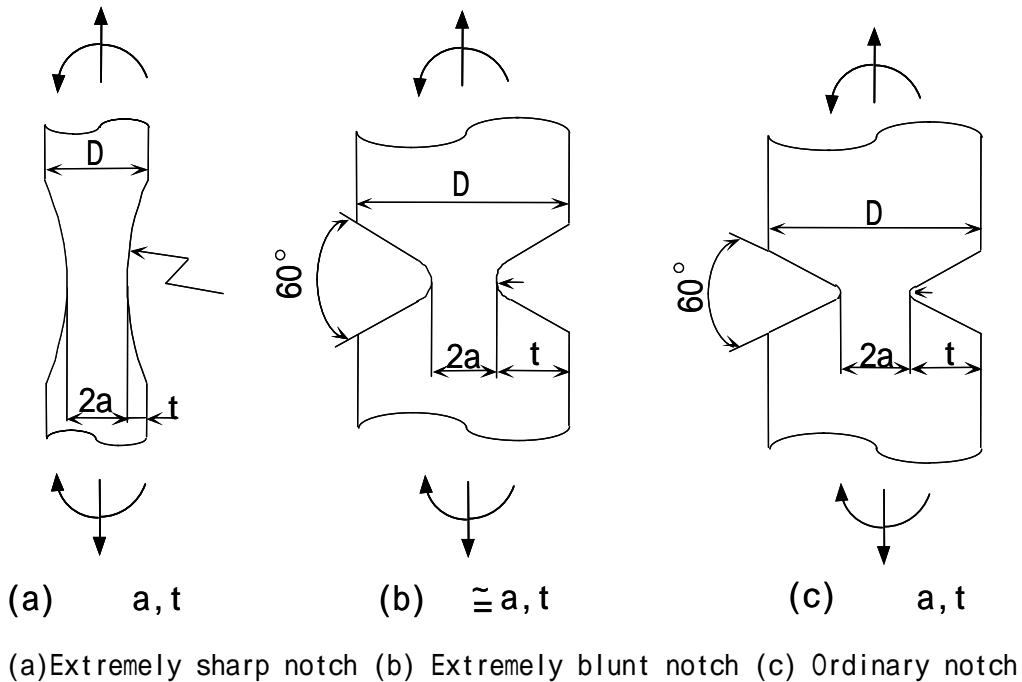 D
D
D
60°
60°
2a
t
2a
t
2a
t
(a) a, t
(b) ≅ a, t
(c) a, t
(a)Extremely sharp notch (b) Extremely blunt notch (c) Ordinary notch